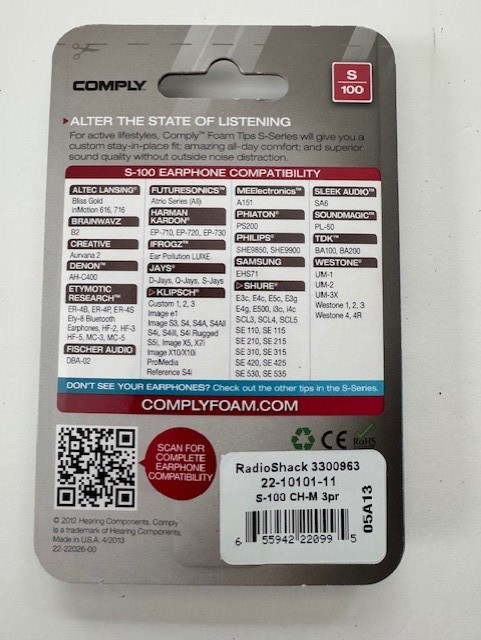 COMPLY™
S
100
ALTER THE STATE OF LISTENING
For active lifestyles, Comply™ Foam Tips S-Series will give you a
custom stay-in-place fit; amazing all-day comfort; and superior
sound quality without outside noise distraction.
S-100 EARPHONE COMPATIBILITY
ALTEC LANSING®
Bliss Gold
inMotion 616, 716
BRAINWAVZ
B2
CREATIVE
Aurvana 2
DENON™
AH-C400
ETYMOTIC
RESEARCH™
ER-4B, ER-4P, ER-4S
Ety-8 Bluetooth
Earphones, HF-2, HF-3
HF-5, MC-3, MC-5
FISCHER AUDIO
DBA-02
FUTURESONICS™
Atrio Series (All)
HARMAN
KARDON®
EP-710, EP-720, EP-730
IFROGZ™
Ear Pollution LUXE
JAYS®
D-Jays, Q-Jays, S-Jays
KLIPSCH®
Custom 1, 2, 3
Image e1
Image S3, S4, S4A, S4AII
S4i, S4II, S4i Rugged
S5i, Image X5, X7i
Image X10/X10i
ProMedia
Reference S4i
MEElectronics™
A151
PHIATON®
PS200
PHILIPS®
SHE9850, SHE9900
SAMSUNG
EHS71
SHURE®
E3c, E4c, E5c, E3g
E4g, E500, i3c, i4c
SCL3, SCL4, SCL5
SE 110, SE 115
SE 210, SE 215
SE 310, SE 315
SE 420, SE 425
SE 530, SE 535
SLEEK AUDIO™
SA6
SOUNDMAGIC™
PL-50
TDK™
BA100, BA200
WESTONE®
UM-1
UM-2
UM-3X
Westone 1, 2, 3
Westone 4, 4R
DON'T SEE YOUR EARPHONES? Check out the other tips in the S-Series.
COMPLYFOAM.COM
SCAN FOR
COMPLETE
EARPHONE
COMPATIBILITY
CE
RoHS
© 2012 Hearing Components. Comply
is a trademark of Hearing Components.
Made in U.S.A. 4/2013
22-22026-00
RadioShack 3300963
22-10101-11
S-100 CH-M 3pr
6 55942 22099 5
05A13